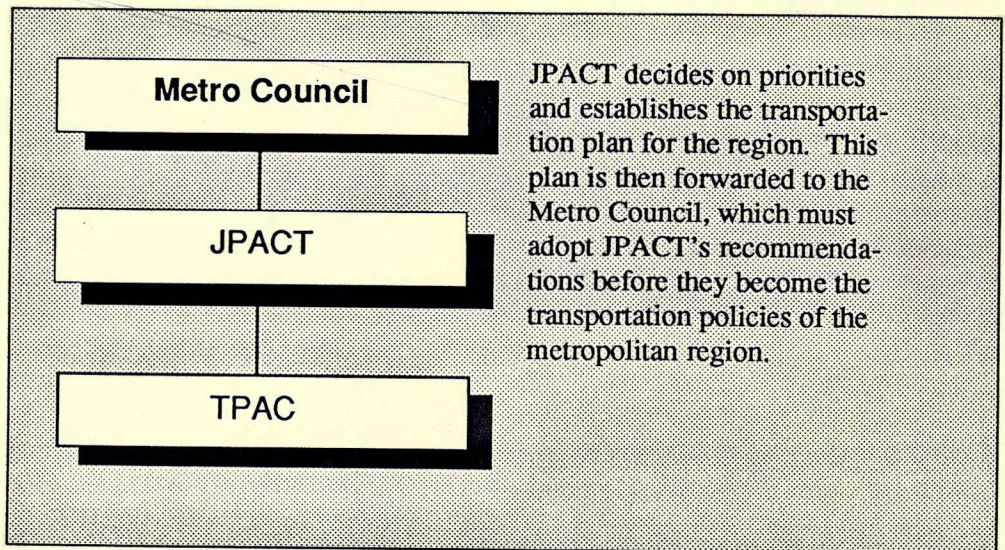 Metro Council
JPACT
TPAC
JPACT decides on priorities
and establishes the transporta-
tion plan for the region. This
plan is then forwarded to the
Metro Council, which must
adopt JPACT's recommenda-
tions before they become the
transportation policies of the
metropolitan region.